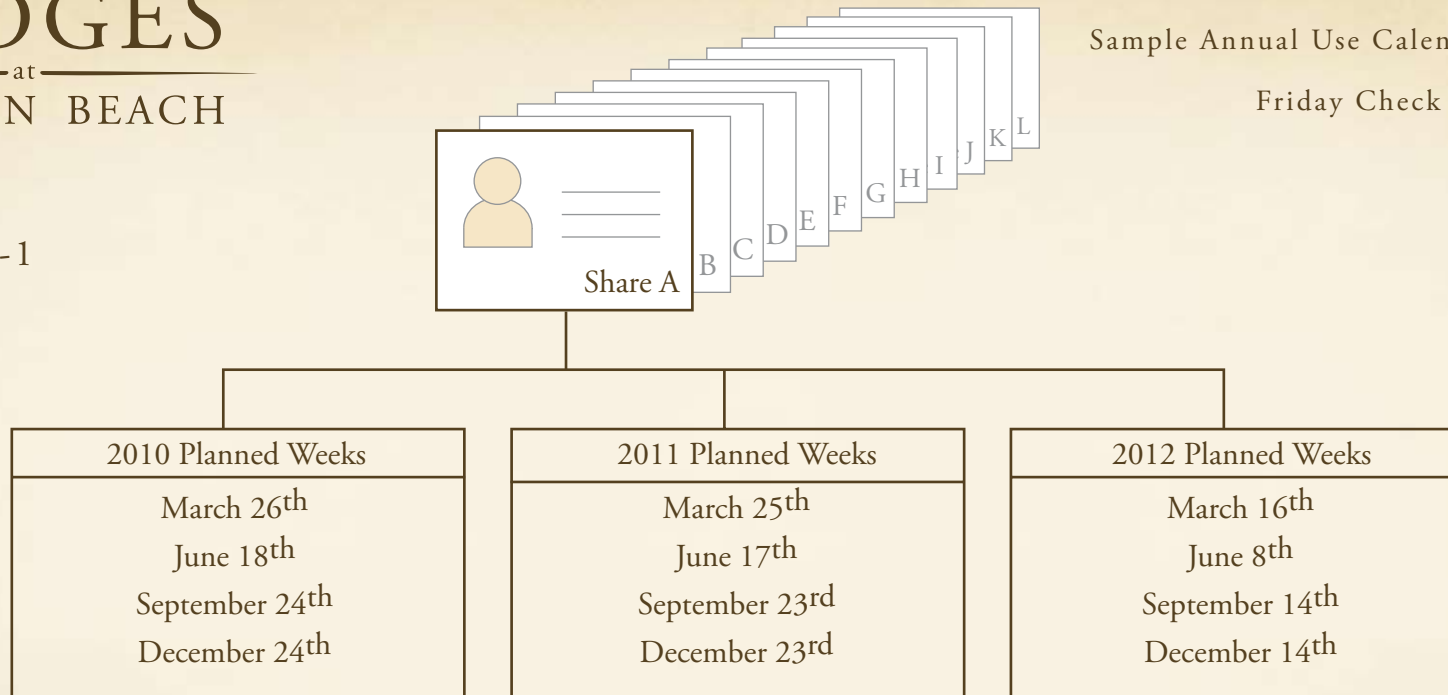 at
BEACH
Sample Annual Use
Friday Check
-1
Share A
B
C
D
E
F
G
H
I
J
K
L
2010 Planned Weeks
March 26th
June 18th
September 24th
December 24th
2011 Planned Weeks
March 25th
June 17th
September 23rd
December 23rd
2012 Planned Weeks
March 16th
June 8th
September 14th
December 14th